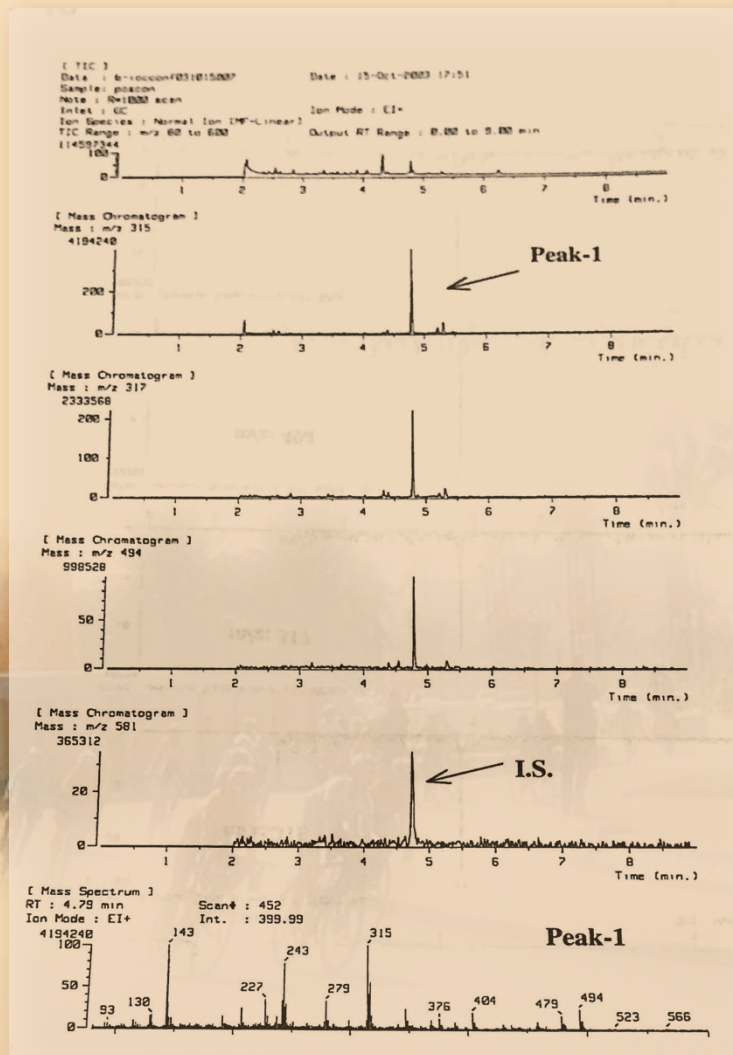 [ TIC ]
Data : 031015007 Date : 15-Oct-2003 17:51
Sample: poscon
Note : R=1000 scan
Inlet : GC Ion Mode : EI+
Ion Species : Normal Ion [MF-Linear]
TIC Range : m/z 60 to 600 Output RT Range : 0.00 to 9.00 min
114597344
100
0
1 2 3 4 5 6 7 8
Time (min.)
[ Mass Chromatogram ]
Mass : m/z 315
4194240
Peak-1
200
0
1 2 3 4 5 6 7 8
Time (min.)
[ Mass Chromatogram ]
Mass : m/z 317
2333568
200
100
0
1 2 3 4 5 6 7 8
Time (min.)
[ Mass Chromatogram ]
Mass : m/z 494
998528
50
0
1 2 3 4 5 6 7 8
Time (min.)
[ Mass Chromatogram ]
Mass : m/z 581
365312
I.S.
20
0
1 2 3 4 5 6 7 8
Time (min.)
[ Mass Spectrum ]
RT : 4.79 min Scan# : 452
Ion Mode : EI+ Int. : 399.99
4194240
Peak-1
100
143 243 315
50
93 130 227 279 376 404 479 494 523 566
0